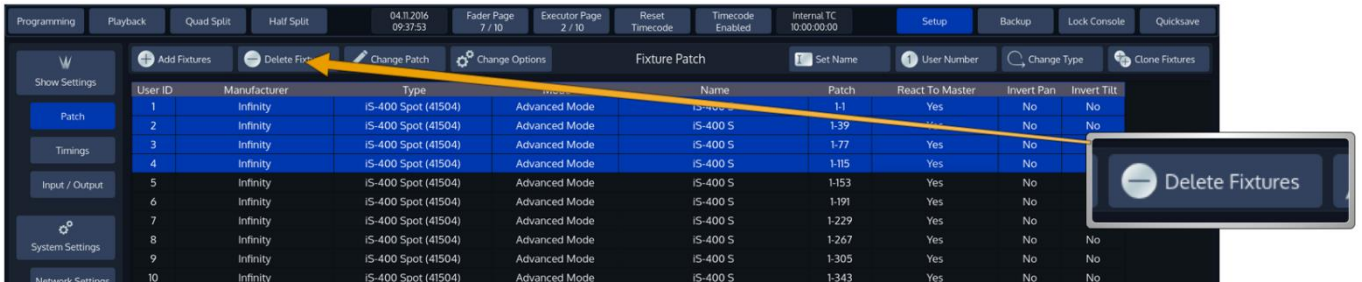 Programming Playback Quad Split Half Split 04.11.2016 09:37:53 Fader Page 7 / 10 Executor Page 2 / 10 Reset Timecode Timecode Enabled Internal TC 10:00:00:00 Setup Backup Lock Console Quicksave
Show Settings
Patch
Timings
Input / Output
System Settings
Network Settings
Add Fixtures Delete Change Patch Change Options Fixture Patch Set Name User Number Change Type Clone Fixtures
User ID Manufacturer Type Name Patch React To Master Invert Pan Invert Tilt
1 Infinity iS-400 Spot (41504) Advanced Mode iS-400 S 1-1 Yes No No
2 Infinity iS-400 Spot (41504) Advanced Mode iS-400 S 1-39 Yes No No
3 Infinity iS-400 Spot (41504) Advanced Mode iS-400 S 1-77 Yes No
4 Infinity iS-400 Spot (41504) Advanced Mode iS-400 S 1-115 Yes No
5 Infinity iS-400 Spot (41504) Advanced Mode iS-400 S 1-153 Yes No
6 Infinity iS-400 Spot (41504) Advanced Mode iS-400 S 1-191 Yes No
7 Infinity iS-400 Spot (41504) Advanced Mode iS-400 S 1-229 Yes No
8 Infinity iS-400 Spot (41504) Advanced Mode iS-400 S 1-267 Yes No No
9 Infinity iS-400 Spot (41504) Advanced Mode iS-400 S 1-305 Yes No No
10 Infinity iS-400 Spot (41504) Advanced Mode iS-400 S 1-343 Yes No No
Delete Fixtures